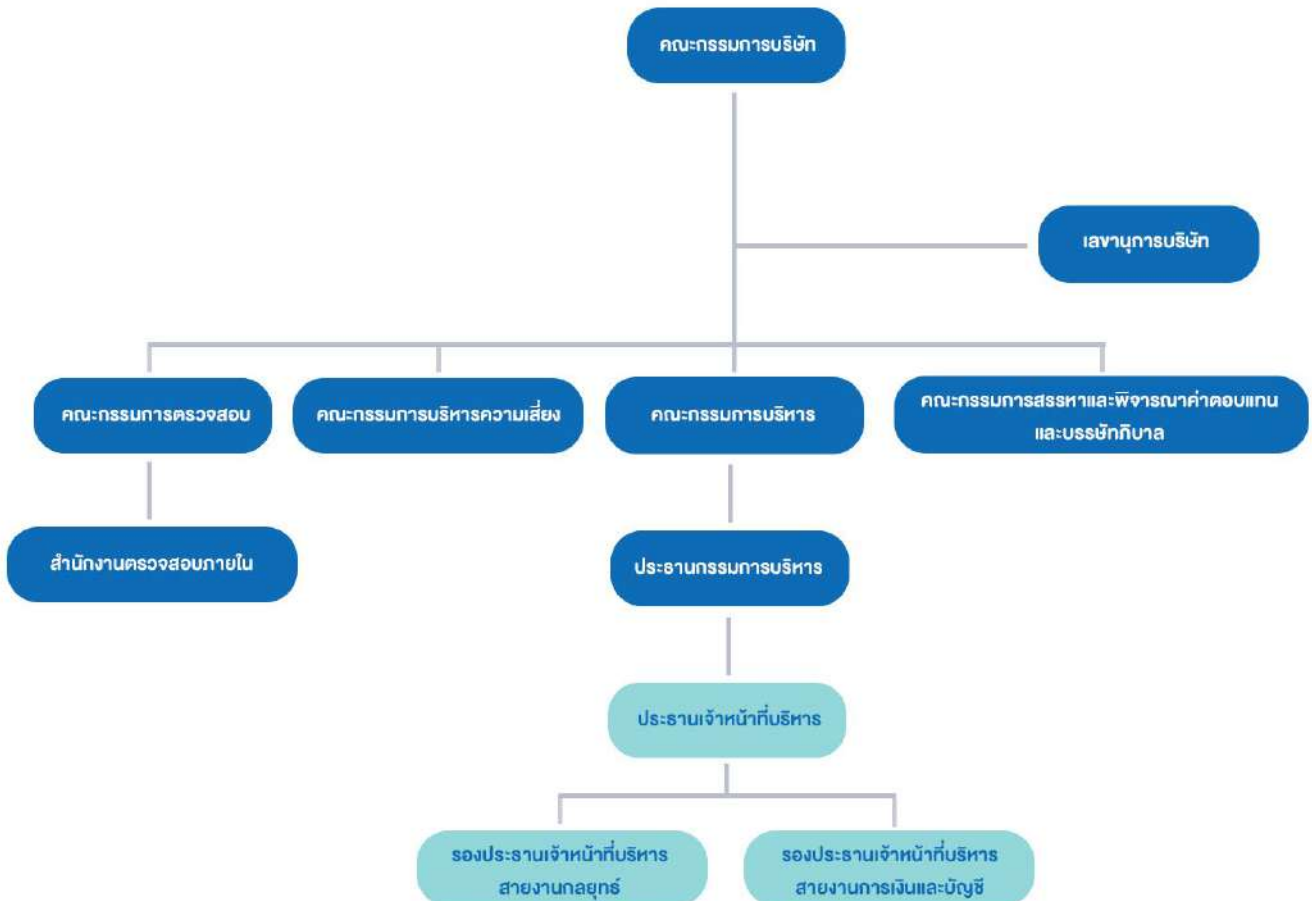 คณะกรรมการบริษัท
เลขานุการบริษัท
คณะกรรมการตรวจสอบ
คณะกรรมการบริหารความเสี่ยง
คณะกรรมการบริหาร
คณะกรรมการสรรหาและพิจารณาค่าตอบแทน
และบรรษัทภิบาล
สำนักงานตรวจสอบภายใน
ประธานกรรมการบริหาร
ประธานเจ้าหน้าที่บริหาร
รองประธานเจ้าหน้าที่บริหาร
สายงานกลยุทธ์
รองประธานเจ้าหน้าที่บริหาร
สายงานการเงินและบัญชี